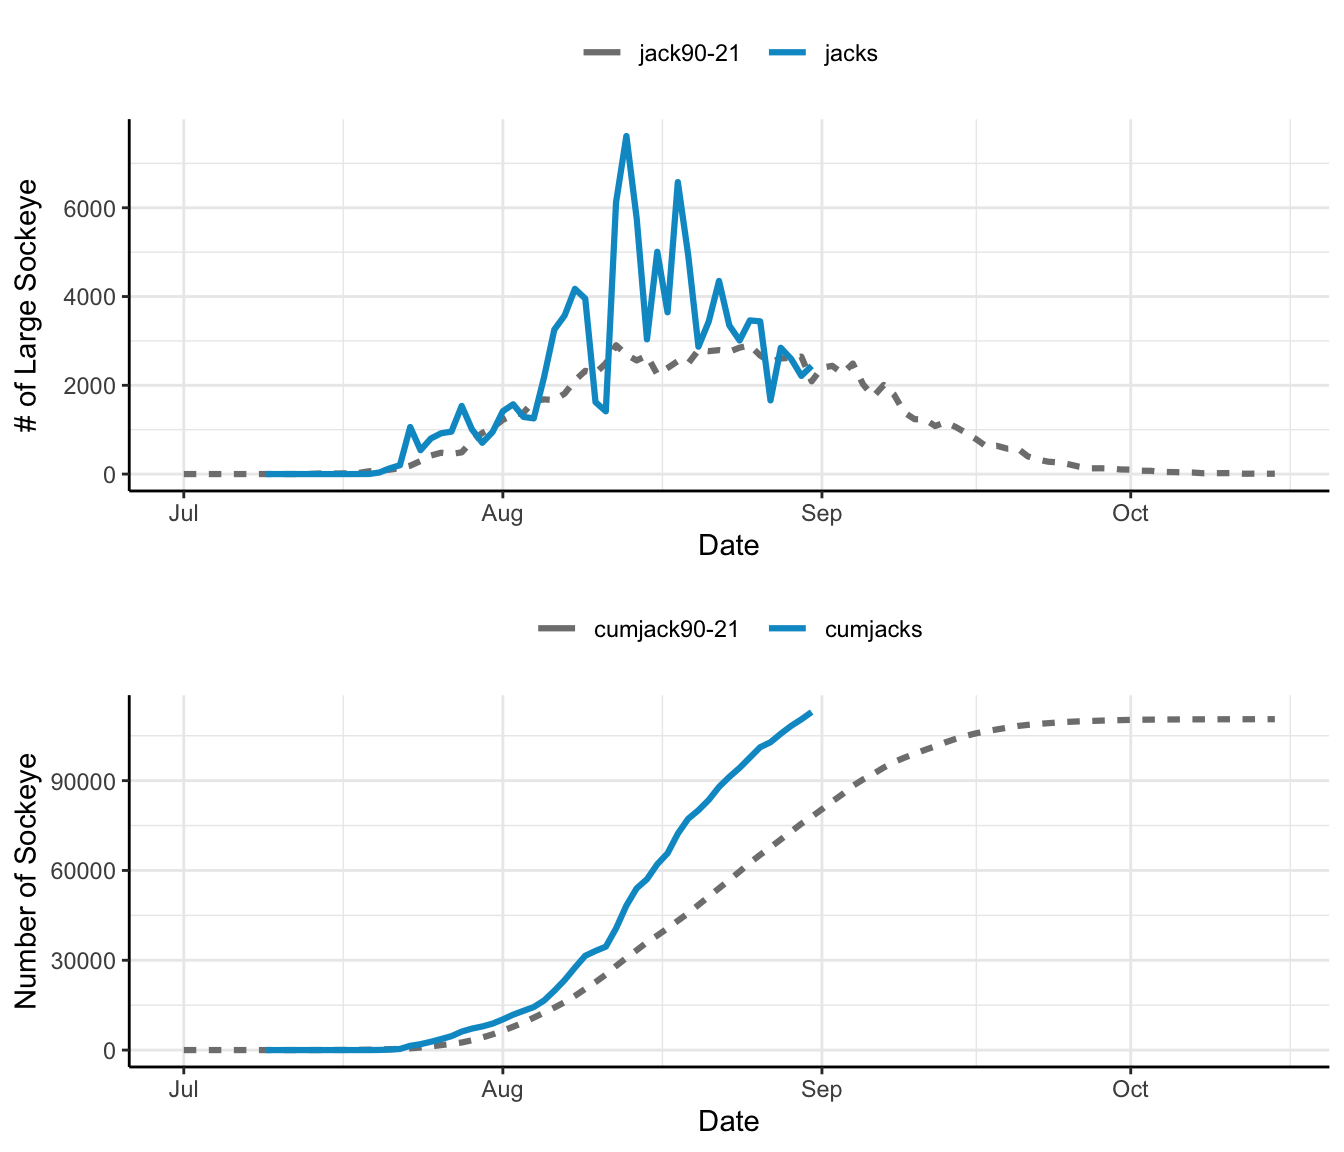 jack90-21 jacks
# of Large Sockeye
6000
4000
2000
0
Jul Aug Sep Oct
Date
cumjack90-21 cumjacks
Number of Sockeye
90000
60000
30000
0
Jul Aug Sep Oct
Date